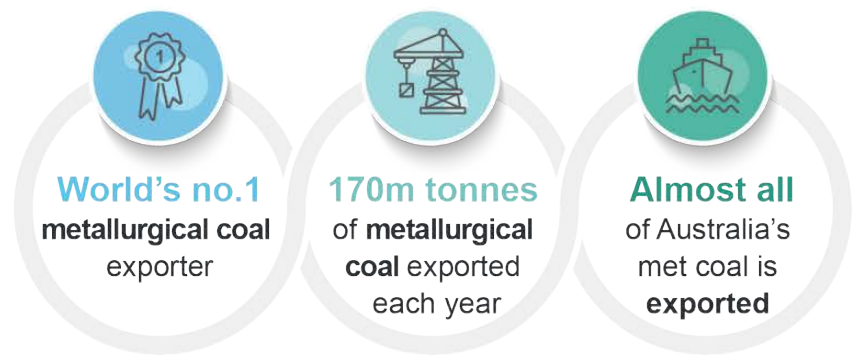 1
World's no.1
metallurgical coal
exporter
170m tonnes
of metallurgical
coal exported
each year
Almost all
of Australia's
met coal is
exported